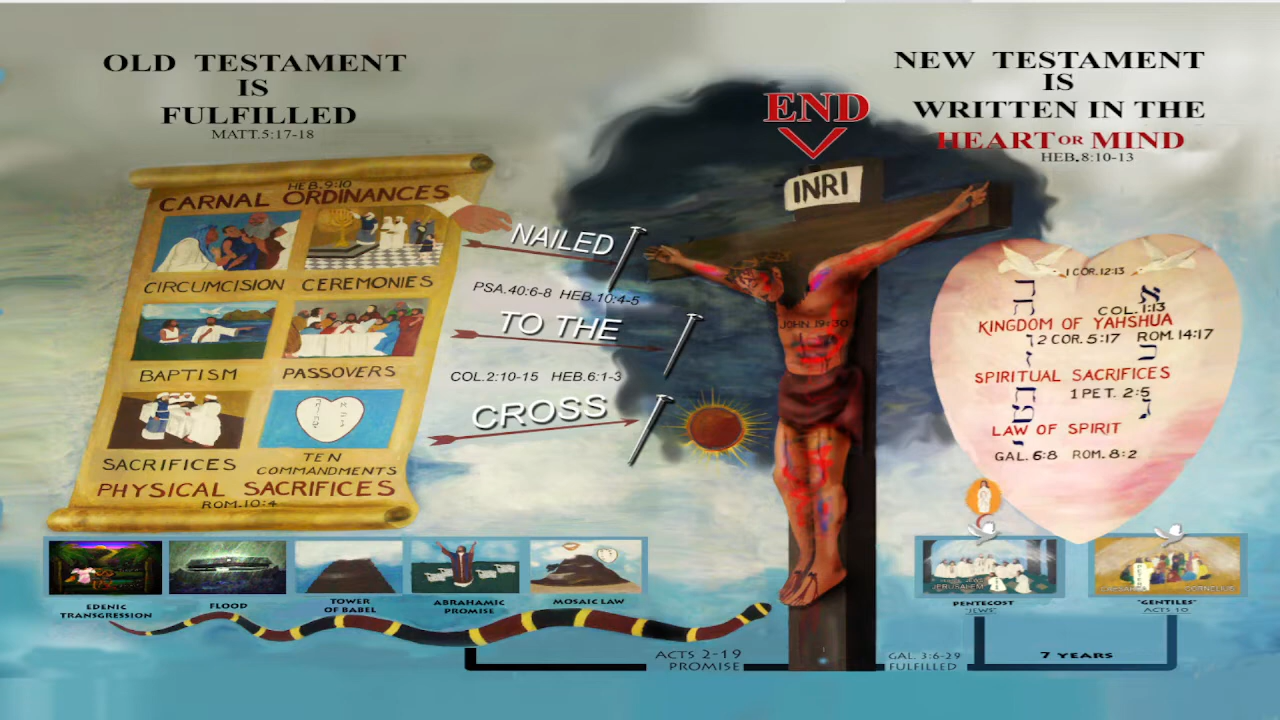 OLD TESTAMENT
IS
FULFILLED
MATT.5:17-18
NEW TESTAMENT
IS
WRITTEN IN THE
HEART OR MIND
HEB.8:10-13
END
INRI
HEB.9:10
CARNAL ORDINANCES
CIRCUMCISION
CEREMONIES
BAPTISM
PASSOVERS
SACRIFICES
TEN
COMMANDMENTS
PHYSICAL SACRIFICES
ROM.10:4
NAILED
PSA.40:6-8 HEB.10:4-5
TO THE
COL.2:10-15 HEB.6:1-3
CROSS
JOHN 19:30
1 COR.12:13
COL.1:13
KINGDOM OF YAHSHUA
2 COR.5:17 ROM.14:17
SPIRITUAL SACRIFICES
1 PET. 2:5
LAW OF SPIRIT
GAL. 6:8 ROM. 8:2
EDENIC
TRANSGRESSION
FLOOD
TOWER
OF BABEL
ABRAHAMIC
PROMISE
MOSAIC LAW
JERUSALEM
CORNELIUS
PENTECOST
"JEWS"
"GENTILES"
ACTS 10
ACTS 2-19
PROMISE
GAL. 3:6-29
FULFILLED
7 YEARS